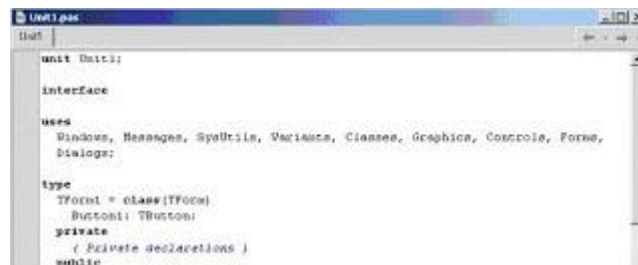 Unit1.pas
Unit1
unit Unit1;
interface
uses
Windows, Messages, SysUtils, Variants, Classes, Graphics, Controls, Forms,
Dialogs;
type
TForm1 = class(TForm)
Button1: TButton;
private
{ Private declarations }
public